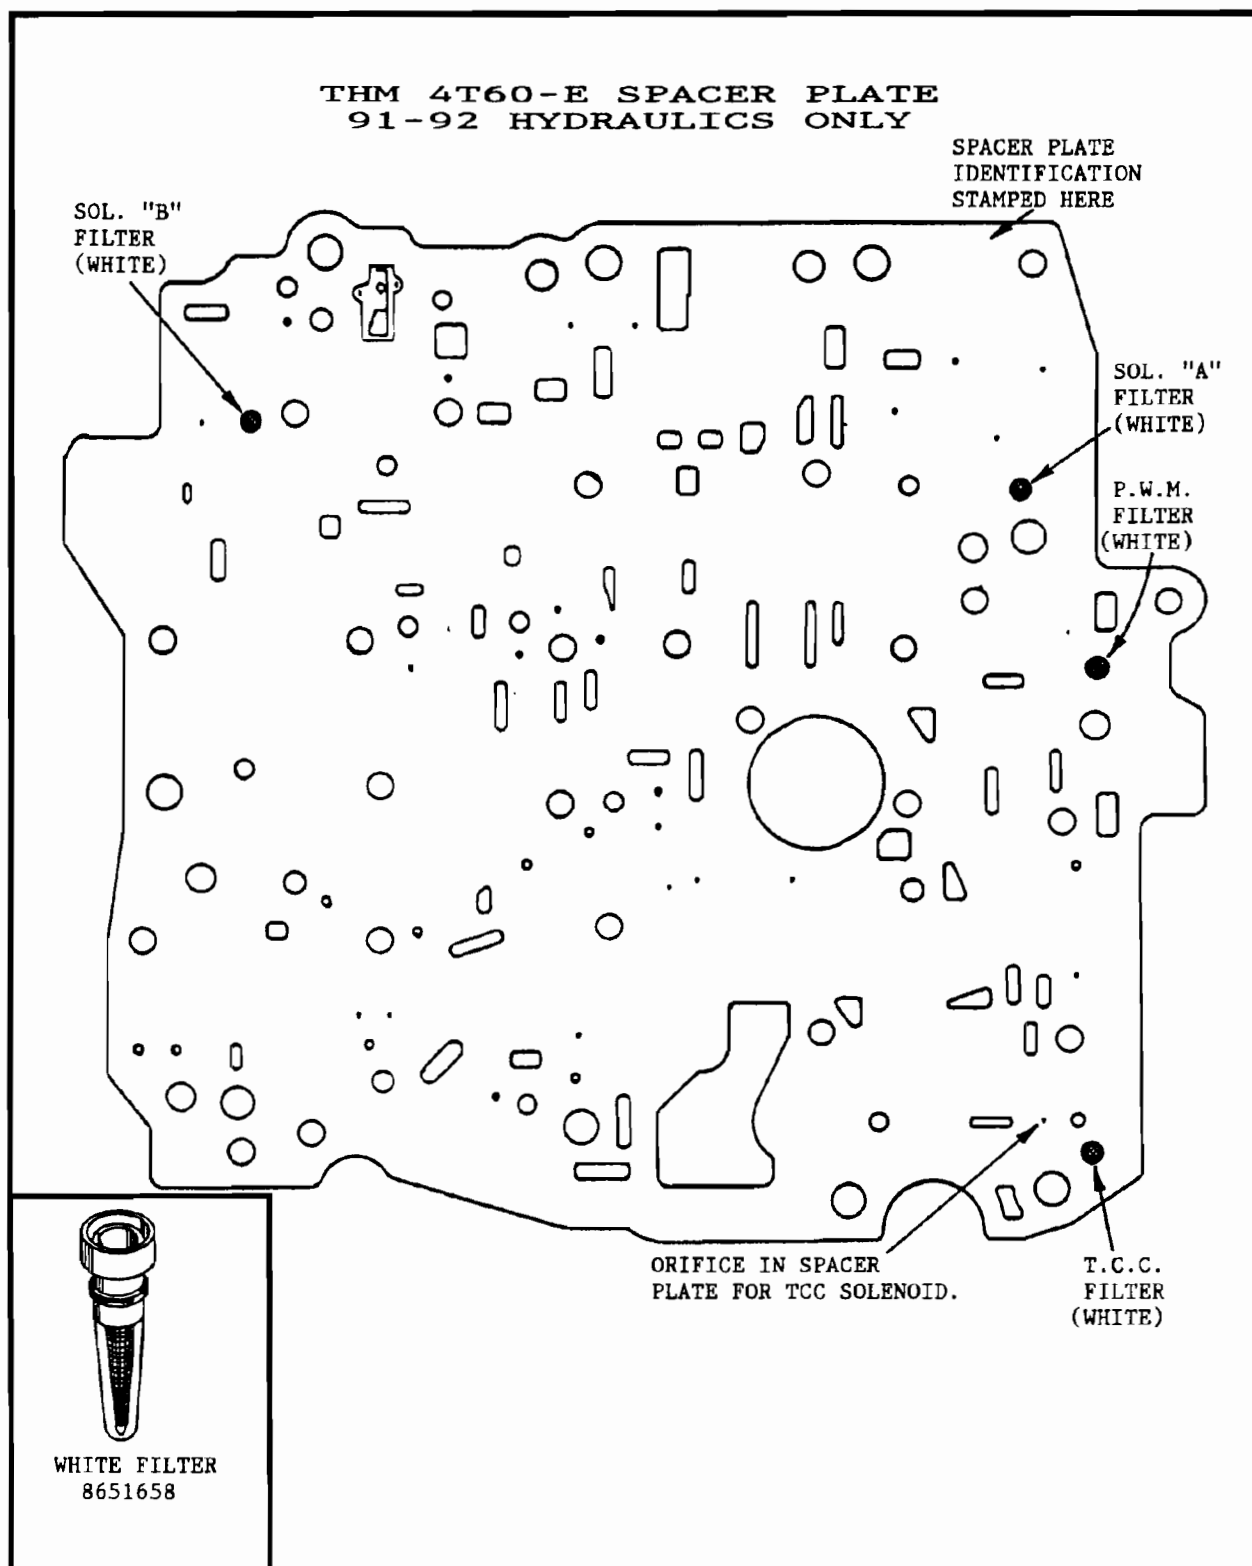 THM 4T60-E SPACER PLATE
91-92 HYDRAULICS ONLY
SPACER PLATE
IDENTIFICATION
STAMPED HERE
SOL. "B"
FILTER
(WHITE)
SOL. "A"
FILTER
(WHITE)
P.W.M.
FILTER
(WHITE)
ORIFICE IN SPACER
PLATE FOR TCC SOLENOID.
T.C.C.
FILTER
(WHITE)
WHITE FILTER
8651658